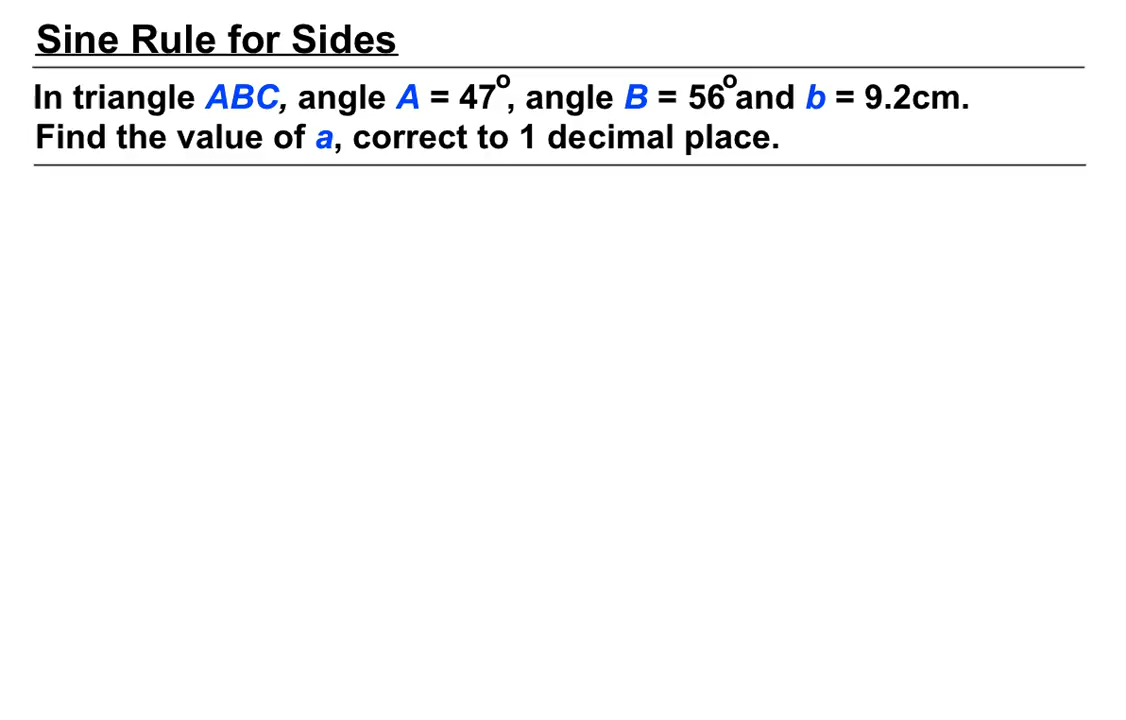 Sine Rule for Sides
In triangle ABC, angle A = 47°, angle B = 56° and b = 9.2cm.
Find the value of a, correct to 1 decimal place.